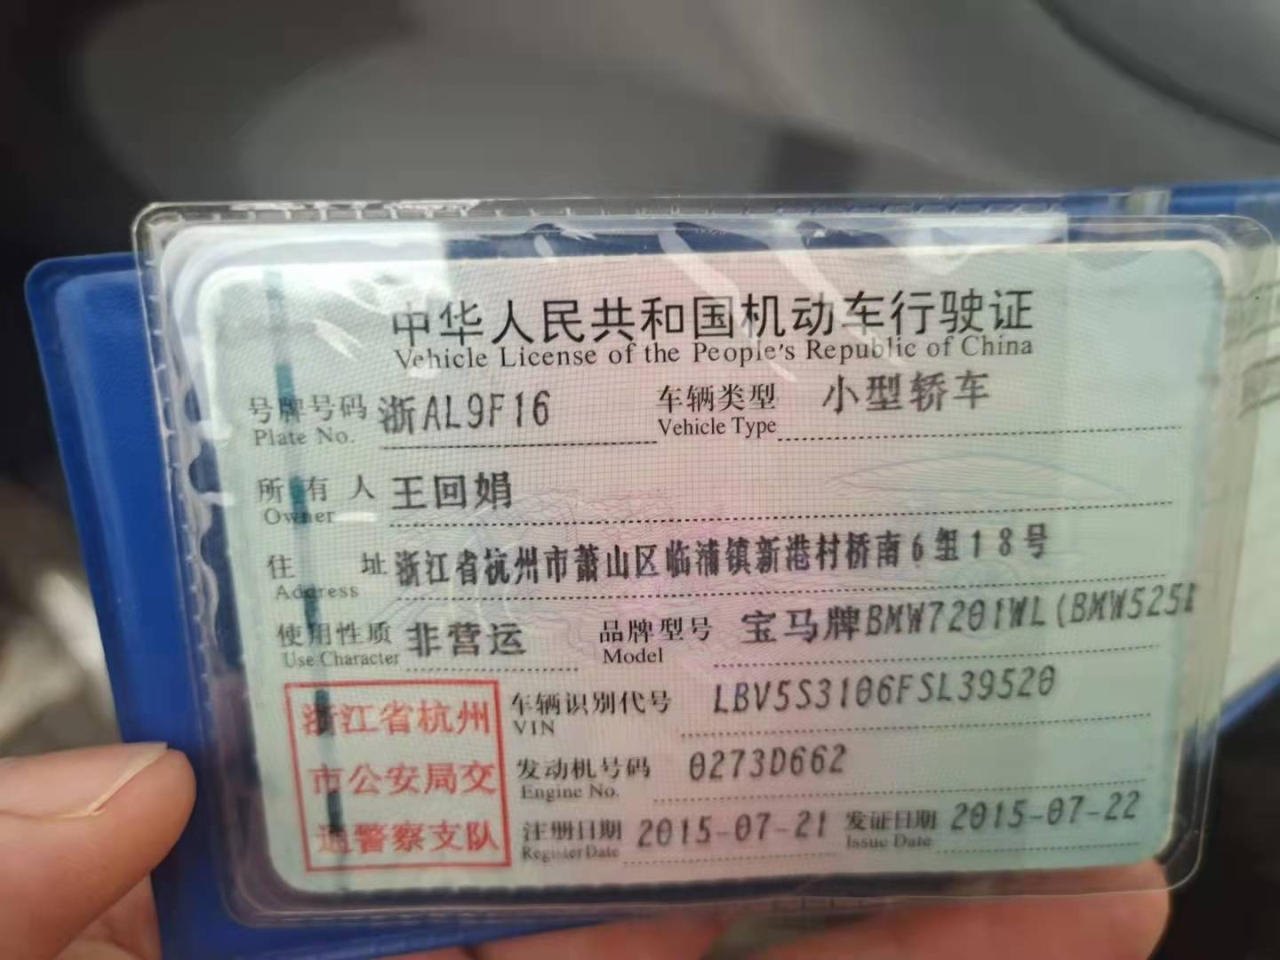 中华人民共和国机动车行驶证
Vehicle License of the People's Republic of China
号牌号码 浙AL9F16 车辆类型 小型轿车
Plate No. Vehicle Type
所有人 王回娟
Owner
住址 浙江省杭州市萧山区临浦镇新港村桥南6组18号
Address
使用性质 非营运 品牌型号 宝马牌BMW7201WL(BMW525L
Use Character Model
浙江省杭州
市公安局交
通警察支队
车辆识别代号 LBV5S3106FSL39520
VIN
发动机号码 0273D662
Engine No.
注册日期 2015-07-21 发证日期 2015-07-22
Register Date Issue Date